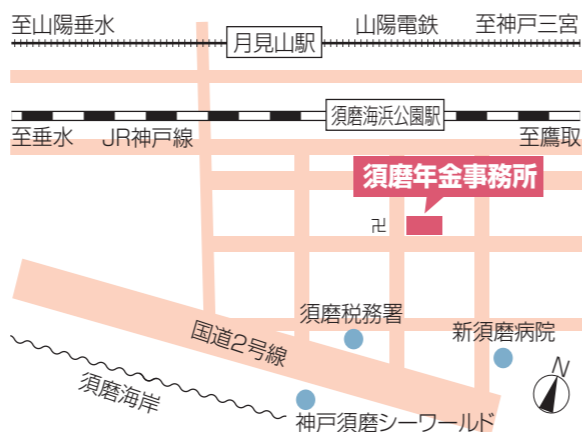 至山陽垂水
山陽電鉄
至神戸三宮
月見山駅
須磨海浜公園駅
至垂水
JR神戸線
至鷹取
須磨年金事務所
卍
須磨税務署
国道2号線
新須磨病院
須磨海岸
神戸須磨シーワールド
N